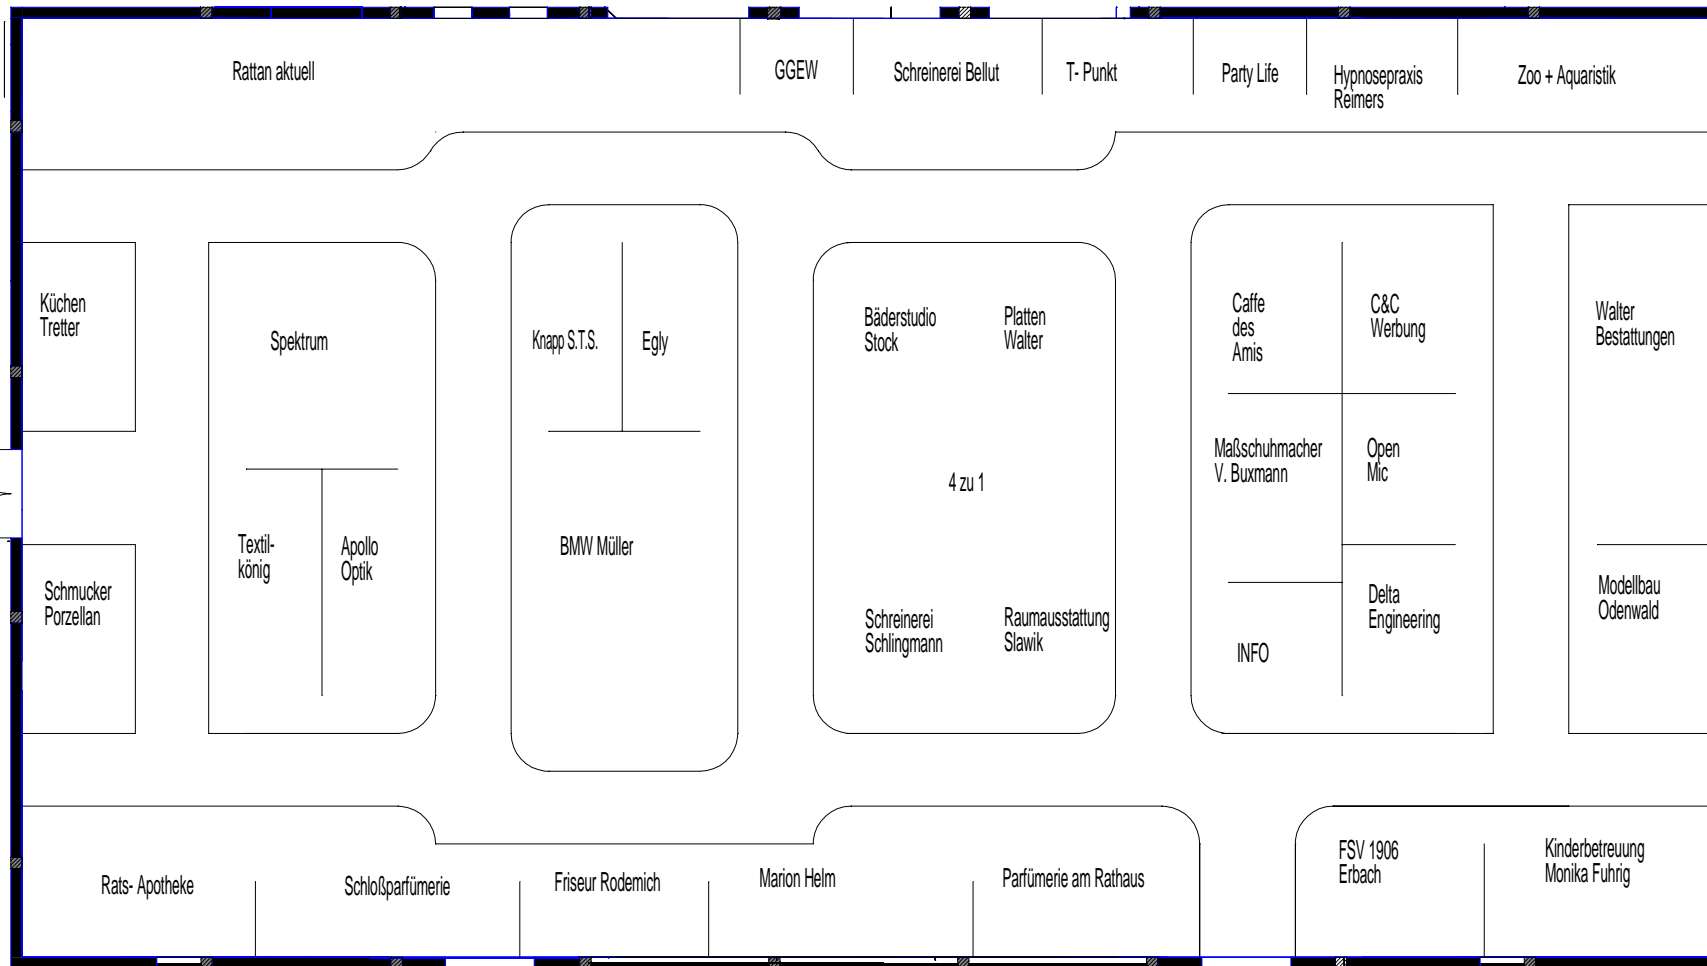 Rattan aktuell
GGEW
Schreinerei Bellut
T- Punkt
Party Life
Hypnosepraxis
Reimers
Zoo + Aquaristik
Küchen
Tretter
Spektrum
Knapp S.T.S.
Egly
Bäderstudio
Stock
Platten
Walter
Caffe
des
Amis
C&C
Werbung
Walter
Bestattungen
Maßschuhmacher
V. Buxmann
Open
Mic
4 zu 1
Textil-
könig
Apollo
Optik
BMW Müller
Schmucker
Porzellan
Schreinerei
Schlingmann
Raumausstattung
Slawik
INFO
Delta
Engineering
Modellbau
Odenwald
Rats- Apotheke
Schloßparfümerie
Friseur Rodemich
Marion Helm
Parfümerie am Rathaus
FSV 1906
Erbach
Kinderbetreuung
Monika Fuhrig